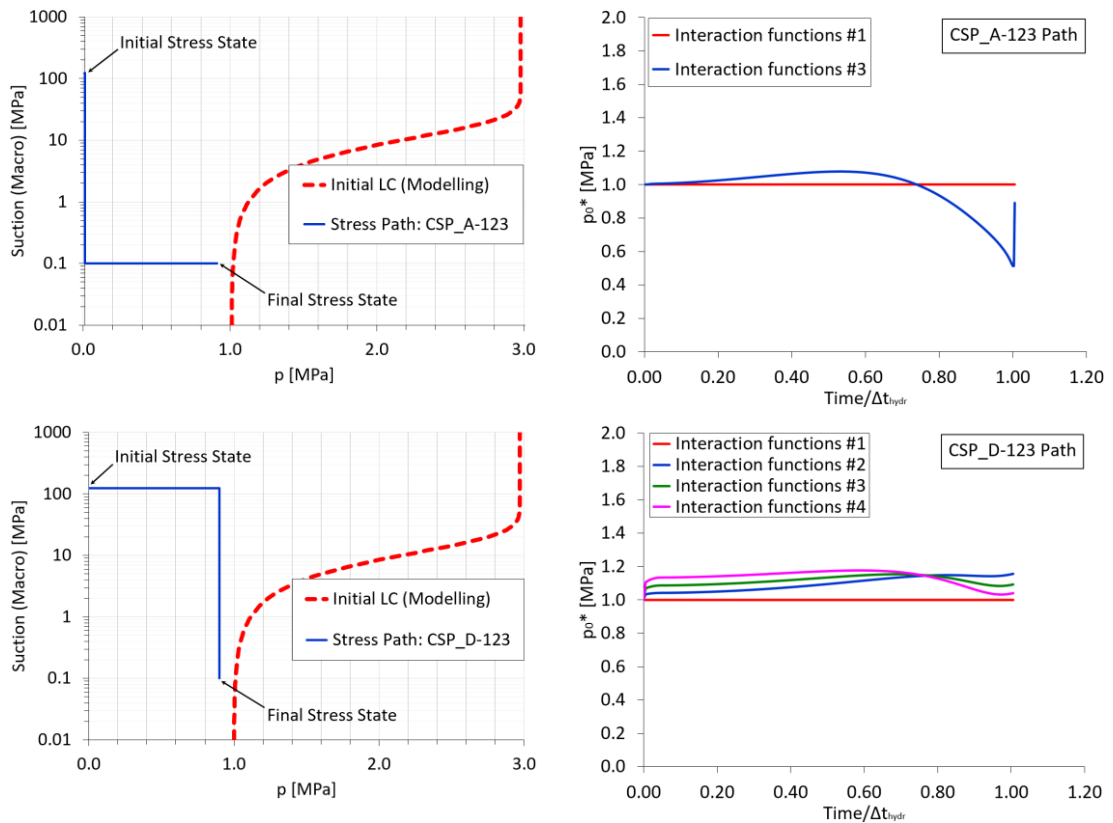 1000
100
10
1
0.1
0.01
Suction (Macro) [MPa]
Initial Stress State
Initial LC (Modelling)
Stress Path: CSP_A-123
Final Stress State
0.0 1.0 2.0 3.0
p [MPa]
2.0
1.8
1.6
1.4
1.2
1.0
0.8
0.6
0.4
0.2
0.0
p₀* [MPa]
Interaction functions #1
Interaction functions #3
CSP_A-123 Path
0.00 0.20 0.40 0.60 0.80 1.00 1.20
Time/Δt_hydr
1000
100
10
1
0.1
0.01
Suction (Macro) [MPa]
Initial Stress State
Initial LC (Modelling)
Stress Path: CSP_D-123
Final Stress State
0.0 1.0 2.0 3.0
p [MPa]
2.0
1.8
1.6
1.4
1.2
1.0
0.8
0.6
0.4
0.2
0.0
p₀* [MPa]
Interaction functions #1
Interaction functions #2
Interaction functions #3
Interaction functions #4
CSP_D-123 Path
0.00 0.20 0.40 0.60 0.80 1.00 1.20
Time/Δt_hydr